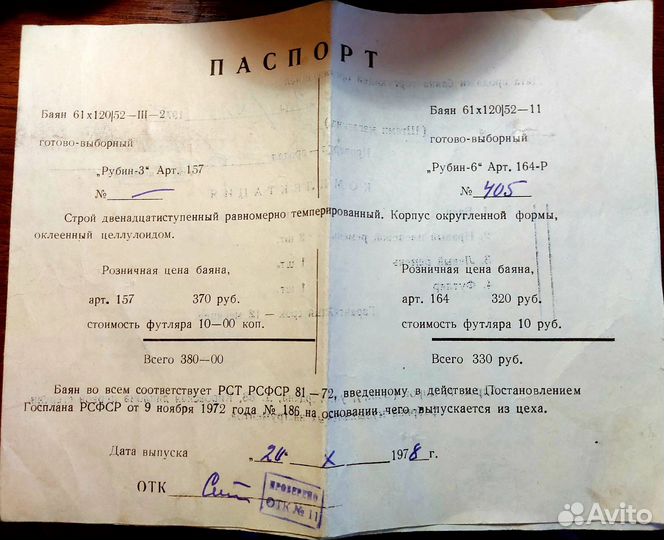 ПАСПОРТ
Баян 61х120|52—III—2
готово-выборный
„Рубин-3“ Арт. 157
№ —
Баян 61х120|52—11
готово-выборный
„Рубин-6“ Арт. 164-Р
№ 405
Строй двенадцатиступенный равномерно темперированный. Корпус округленной формы,
оклеенный целлулоидом.
Розничная цена баяна,
арт. 157 370 руб.
стоимость футляра 10—00 коп.
Всего 380—00
Розничная цена баяна,
арт. 164 320 руб.
стоимость футляра 10 руб.
Всего 330 руб.
Баян во всем соответствует РСТ РСФСР 81—72, введенному в действие Постановлением
Госплана РСФСР от 9 ноября 1972 года № 186 на основании чего выпускается из цеха.
Дата выпуска „ X 1978 г.
ОТК
ПРОВЕРЕНО
ОТК № 11
Avito